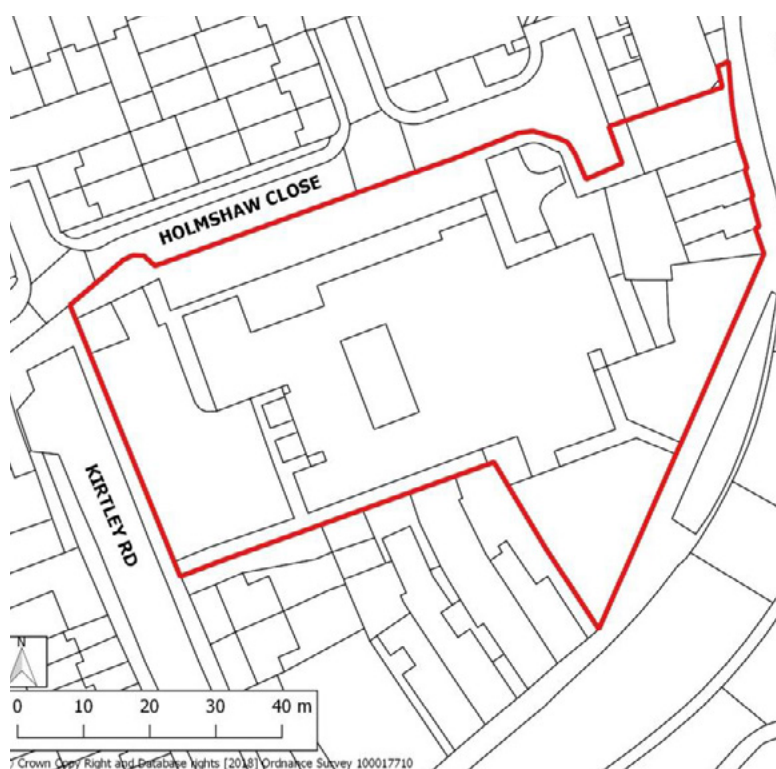 HOLMSHAW CLOSE
KIRTLEY RD
N
0 10 20 30 40 m
Crown Copy Right and Database rights [2018] Ordnance Survey 100017710